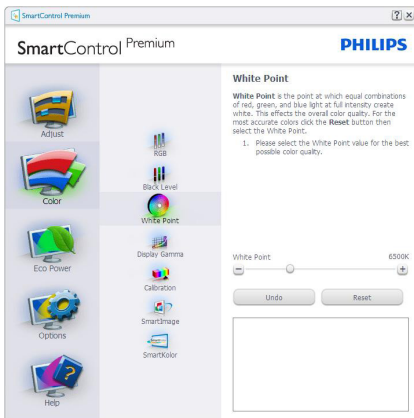 SmartControl Premium
SmartControl Premium
PHILIPS
Adjust
Color
Eco Power
Options
Help
RGB
Black Level
White Point
Display Gamma
Calibration
SmartImage
SmartKolor
White Point
White Point is the point at which equal combinations
of red, green, and blue light at full intensity create
white. This effects the overall color quality. For the
most accurate colors click the Reset button then
select the White Point.
1. Please select the White Point value for the best
possible color quality.
White Point 6500K
Undo Reset